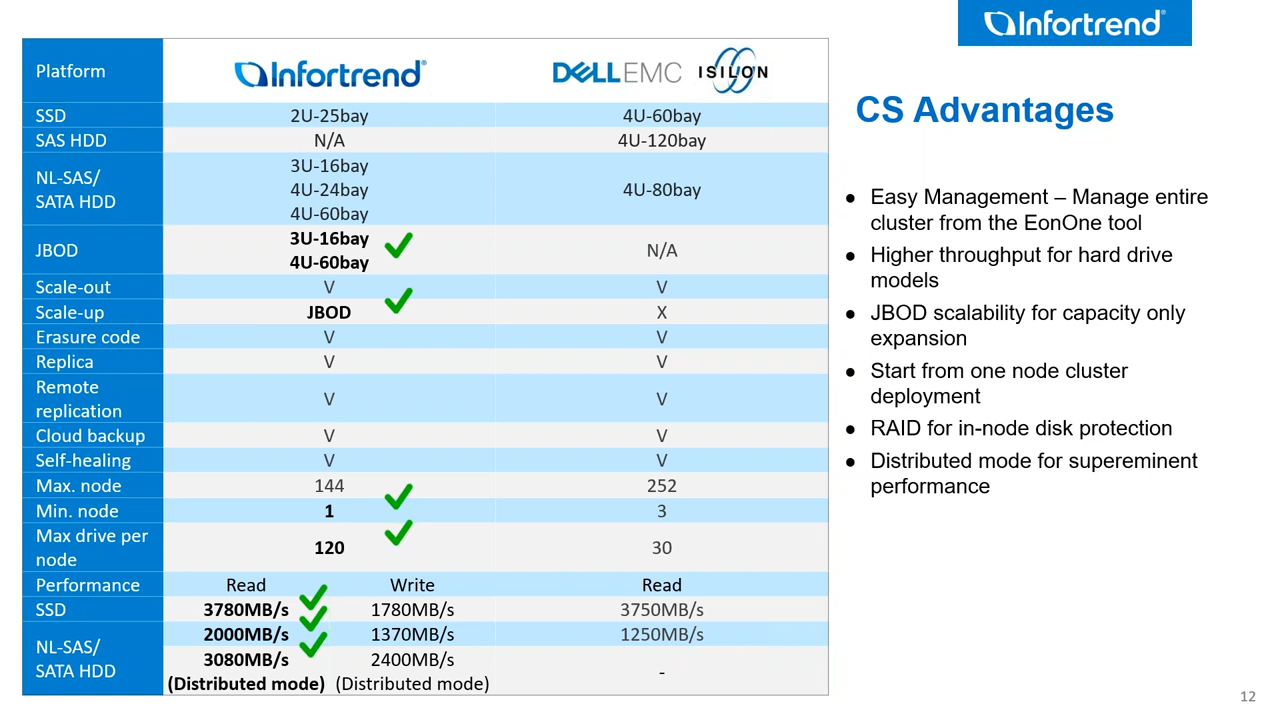 Infortrend®
Platform Infortrend® DELLEMC ISILON
CS Advantages
SSD 2U-25bay 4U-60bay
SAS HDD N/A 4U-120bay
NL-SAS/
SATA HDD
3U-16bay
4U-24bay
4U-60bay
4U-80bay
JBOD
3U-16bay
4U-60bay
N/A
Scale-out V V
Scale-up JBOD X
Erasure code V V
Replica V V
Remote
replication
V V
Cloud backup V V
Self-healing V V
Max. node 144 252
Min. node 1 3
Max drive per
node
120 30
Performance Read Write Read
SSD 3780MB/s 1780MB/s 3750MB/s
NL-SAS/
SATA HDD
2000MB/s 1370MB/s 1250MB/s
3080MB/s 2400MB/s -
(Distributed mode) (Distributed mode)
● Easy Management – Manage entire
cluster from the EonOne tool
● Higher throughput for hard drive
models
● JBOD scalability for capacity only
expansion
● Start from one node cluster
deployment
● RAID for in-node disk protection
● Distributed mode for supereminent
performance
12